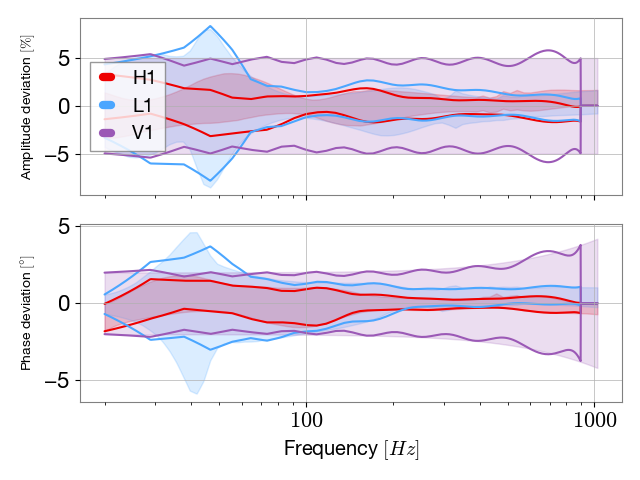 Amplitude deviation [%]
5
0
−5
H1
L1
V1
Phase deviation [°]
5
0
−5
100
1000
Frequency [Hz]